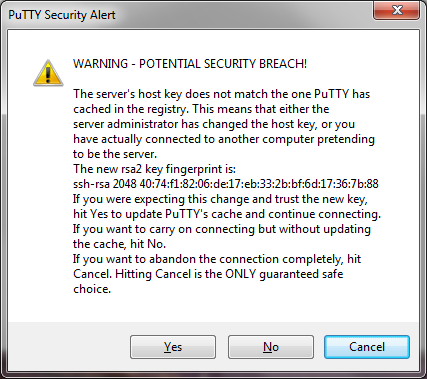 PuTTY Security Alert
WARNING - POTENTIAL SECURITY BREACH!
The server's host key does not match the one PuTTY has
cached in the registry. This means that either the
server administrator has changed the host key, or you
have actually connected to another computer pretending
to be the server.
The new rsa2 key fingerprint is:
ssh-rsa 2048 40:74:f1:82:06:de:17:eb:33:2b:bf:6d:17:36:7b:88
If you were expecting this change and trust the new key,
hit Yes to update PuTTY's cache and continue connecting.
If you want to carry on connecting but without updating
the cache, hit No.
If you want to abandon the connection completely, hit
Cancel. Hitting Cancel is the ONLY guaranteed safe
choice.
Yes
No
Cancel